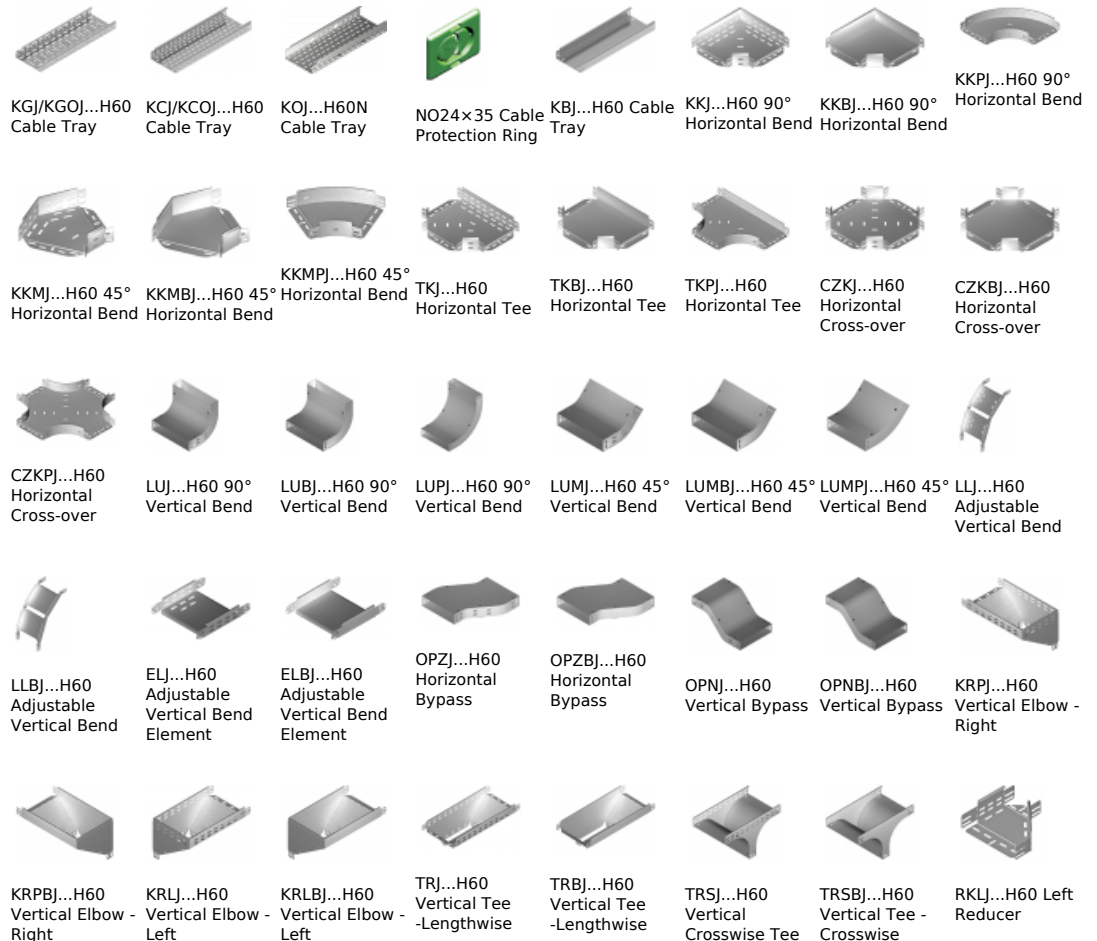 KGJ/KGOJ...H60
Cable Tray
KCJ/KCOJ...H60
Cable Tray
KOJ...H60N
Cable Tray
NO24×35 Cable
Protection Ring
KBJ...H60 Cable
Tray
KKJ...H60 90°
Horizontal Bend
KKBJ...H60 90°
Horizontal Bend
KKPJ...H60 90°
Horizontal Bend
KKMJ...H60 45°
Horizontal Bend
KKMBJ...H60 45°
Horizontal Bend
KKMPJ...H60 45°
Horizontal Bend
TKJ...H60
Horizontal Tee
TKBJ...H60
Horizontal Tee
TKPJ...H60
Horizontal Tee
CZKJ...H60
Horizontal
Cross-over
CZKBJ...H60
Horizontal
Cross-over
CZKPJ...H60
Horizontal
Cross-over
LUJ...H60 90°
Vertical Bend
LUBJ...H60 90°
Vertical Bend
LUPJ...H60 90°
Vertical Bend
LUMJ...H60 45°
Vertical Bend
LUMBJ...H60 45°
Vertical Bend
LUMPJ...H60 45°
Vertical Bend
LLJ...H60
Adjustable
Vertical Bend
LLBJ...H60
Adjustable
Vertical Bend
ELJ...H60
Adjustable
Vertical Bend
Element
ELBJ...H60
Adjustable
Vertical Bend
Element
OPZJ...H60
Horizontal
Bypass
OPZBJ...H60
Horizontal
Bypass
OPNJ...H60
Vertical Bypass
OPNBJ...H60
Vertical Bypass
KRPJ...H60
Vertical Elbow -
Right
KRPBJ...H60
Vertical Elbow -
Right
KRLJ...H60
Vertical Elbow -
Left
KRLBJ...H60
Vertical Elbow -
Left
TRJ...H60
Vertical Tee
-Lengthwise
TRBJ...H60
Vertical Tee
-Lengthwise
TRSJ...H60
Vertical
Crosswise Tee
TRSBJ...H60
Vertical Tee -
Crosswise
RKLJ...H60 Left
Reducer